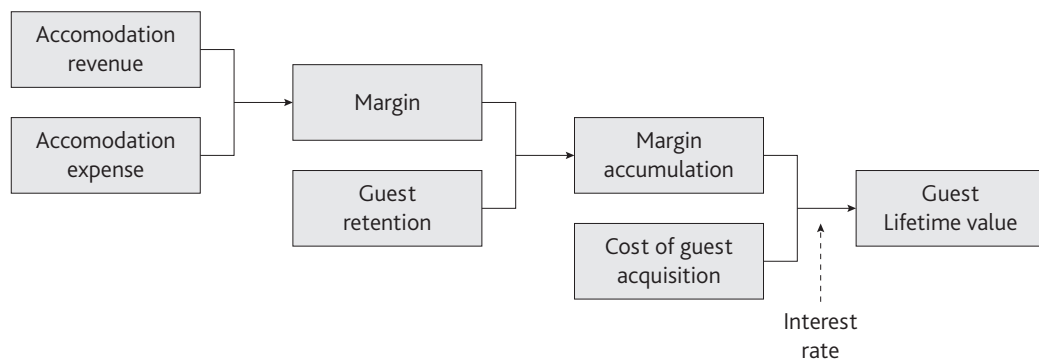 Accomodation
revenue
Accomodation
expense
Margin
Guest
retention
Margin
accumulation
Cost of guest
acquisition
Guest
Lifetime value
Interest
rate